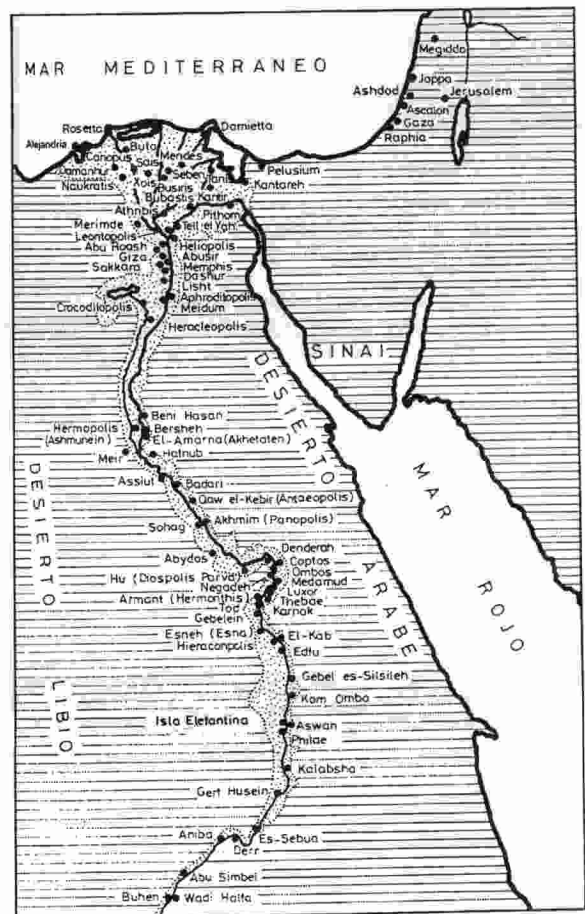 MAR MEDITERRANEO
Megiddo
Joppa
Ashdod
Jerusalem
Ascalon
Gaza
Raphia
Rosetta
Damietta
Alejandria
Buto
Canopus
Sais
Mendes
Damanhur
Seben
Tanis
Pelusium
Naukratis
Xois
Busiris
Kantareh
Bubastis
Kantir
Athribis
Pithom
Merimde
Tell el Yah.
Leontopolis
Heliopolis
Abu Roash
Giza
Abusir
Sakkara
Memphis
Dashur
Lisht
Crocodilopolis
Aphroditopolis
Meidum
Heracleopolis
SINAI
DESIERTO ARABE
MAR ROJO
DESIERTO LIBIO
Beni Hasan
Hermopolis
(Ashmunein)
Bersheh
El-Amarna (Akhetaten)
Meir
Hatnub
Assiut
Badari
Qaw el-Kebir (Antaeopolis)
Sohag
Akhmim (Panopolis)
Abydos
Denderah
Coptos
Hu (Diospolis Parva)
Ombos
Negadeh
Medamud
Armant (Hermonthis)
Luxor
Thebae
Tod
Karnak
Gebelein
Esneh (Esna)
El-Kab
Hieraconpolis
Edfu
Gebel es-Silsileh
Kom Ombo
Isla Elefantina
Aswan
Philae
Kalabsha
Gerf Husein
Aniba
Es-Sebua
Derr
Abu Simbel
Buhen
Wadi Halfa